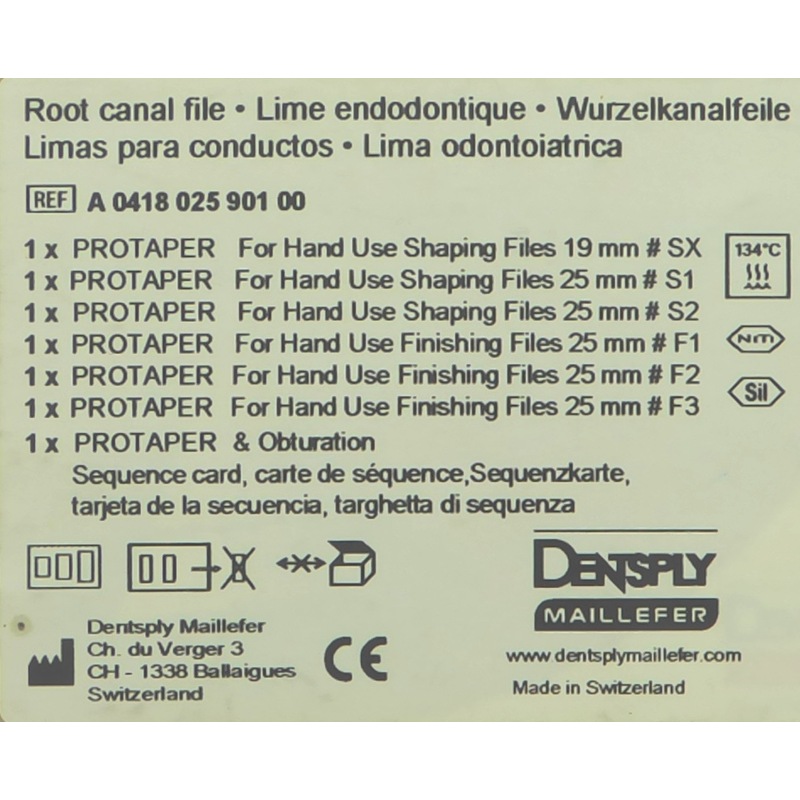 Root canal file • Lime endodontique • Wurzelkanalfeile
Limas para conductos • Lima odontoiatrica
REF A 0418 025 901 00
1 x PROTAPER For Hand Use Shaping Files 19 mm # SX
1 x PROTAPER For Hand Use Shaping Files 25 mm # S1
1 x PROTAPER For Hand Use Shaping Files 25 mm # S2
1 x PROTAPER For Hand Use Finishing Files 25 mm # F1
1 x PROTAPER For Hand Use Finishing Files 25 mm # F2
1 x PROTAPER For Hand Use Finishing Files 25 mm # F3
1 x PROTAPER & Obturation
Sequence card, carte de séquence,Sequenzkarte,
tarjeta de la secuencia, targhetta di sequenza
134°C
NiTi
Sil
DENTSPLY
MAILLEFER
Dentsply Maillefer
Ch. du Verger 3
CH - 1338 Ballaigues
Switzerland
CE
www.dentsplymaillefer.com
Made in Switzerland